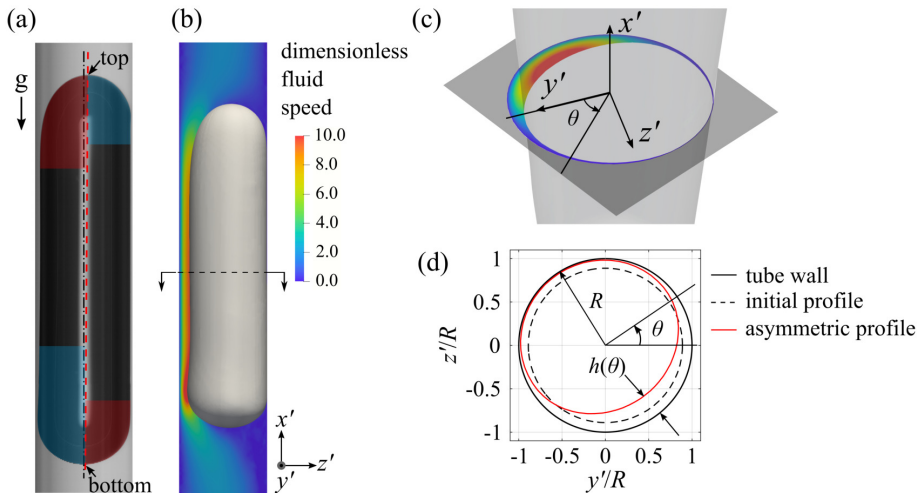 (a)
g
top
bottom
(b)
dimensionless
fluid
speed
10.0
8.0
6.0
4.0
2.0
0.0
x′
y′
z′
(c)
x′
y′
θ
z′
(d)
1
0.5
0
-0.5
-1
z′/R
R
θ
h(θ)
-1 -0.5 0 0.5 1
y′/R
tube wall
initial profile
asymmetric profile